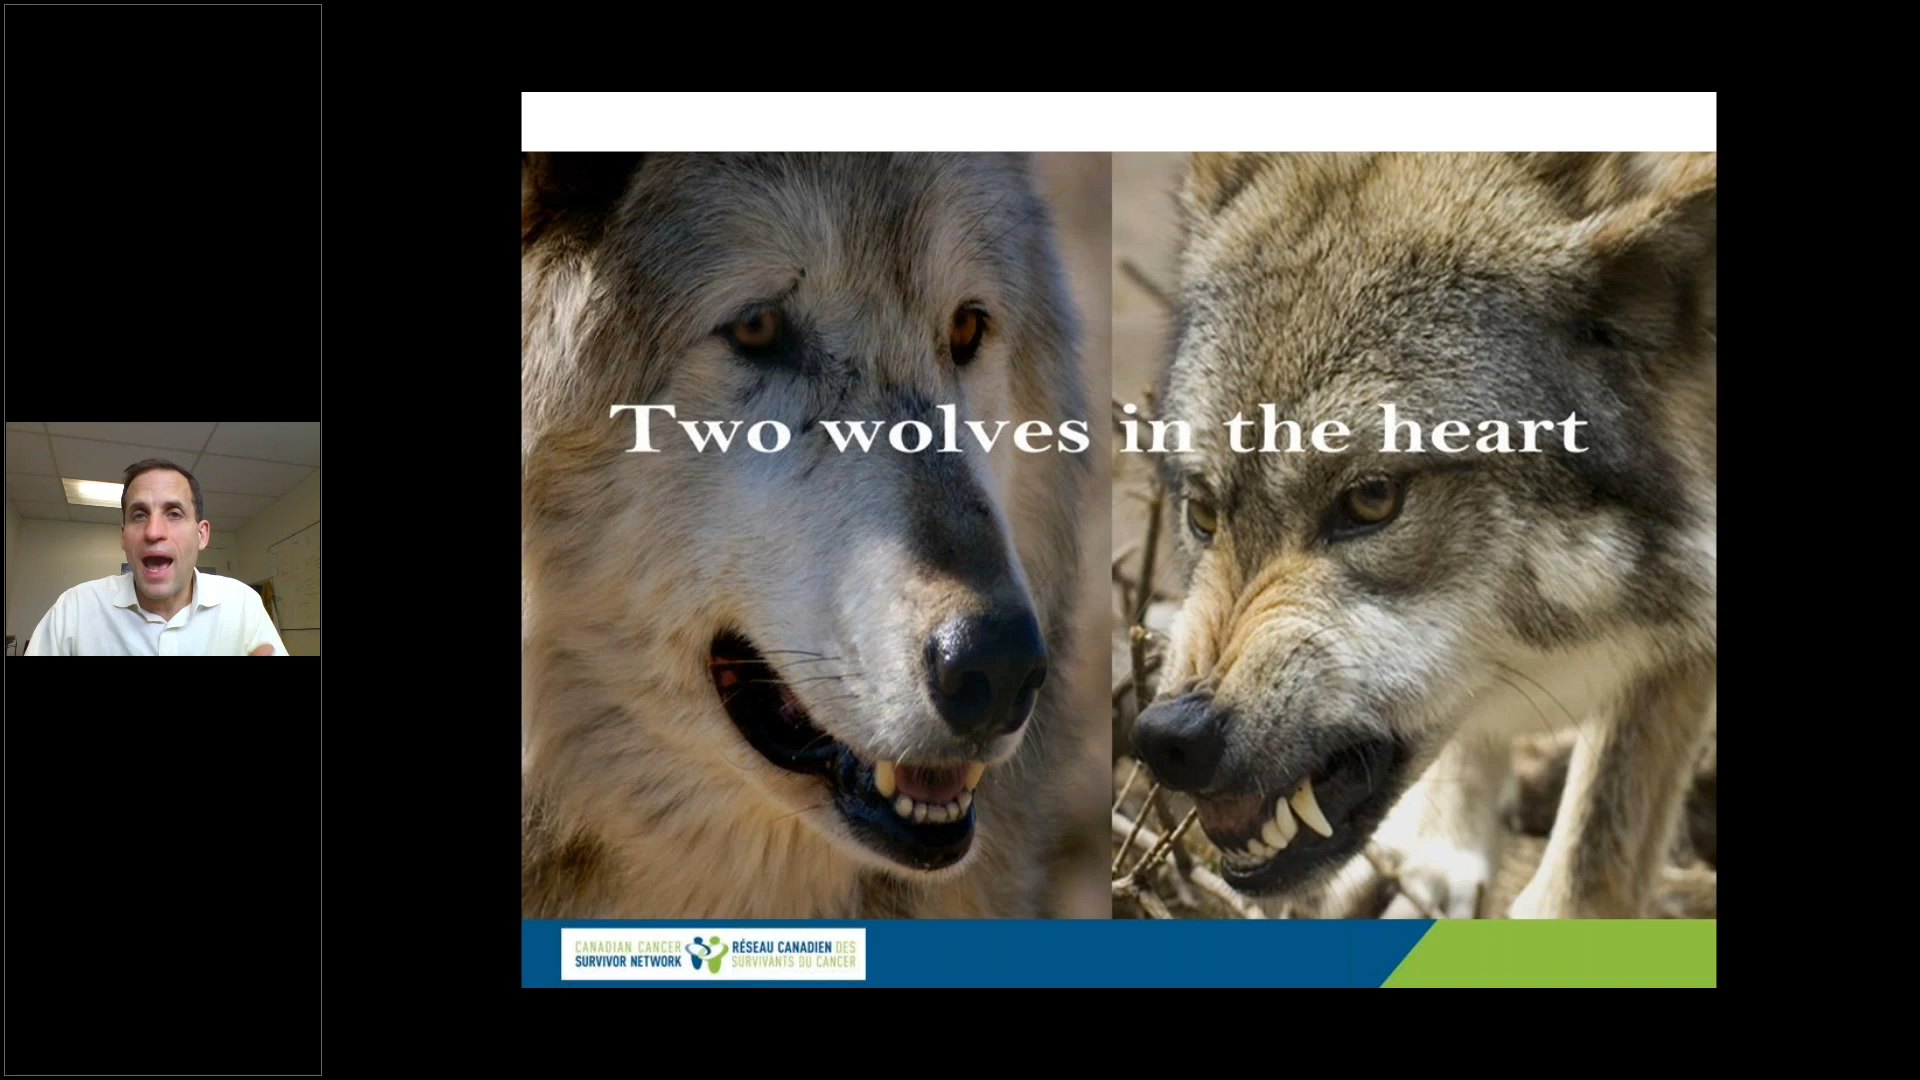 Two wolves in the heart
CANADIAN CANCER
SURVIVOR NETWORK
RÉSEAU CANADIEN DES
SURVIVANTS DU CANCER